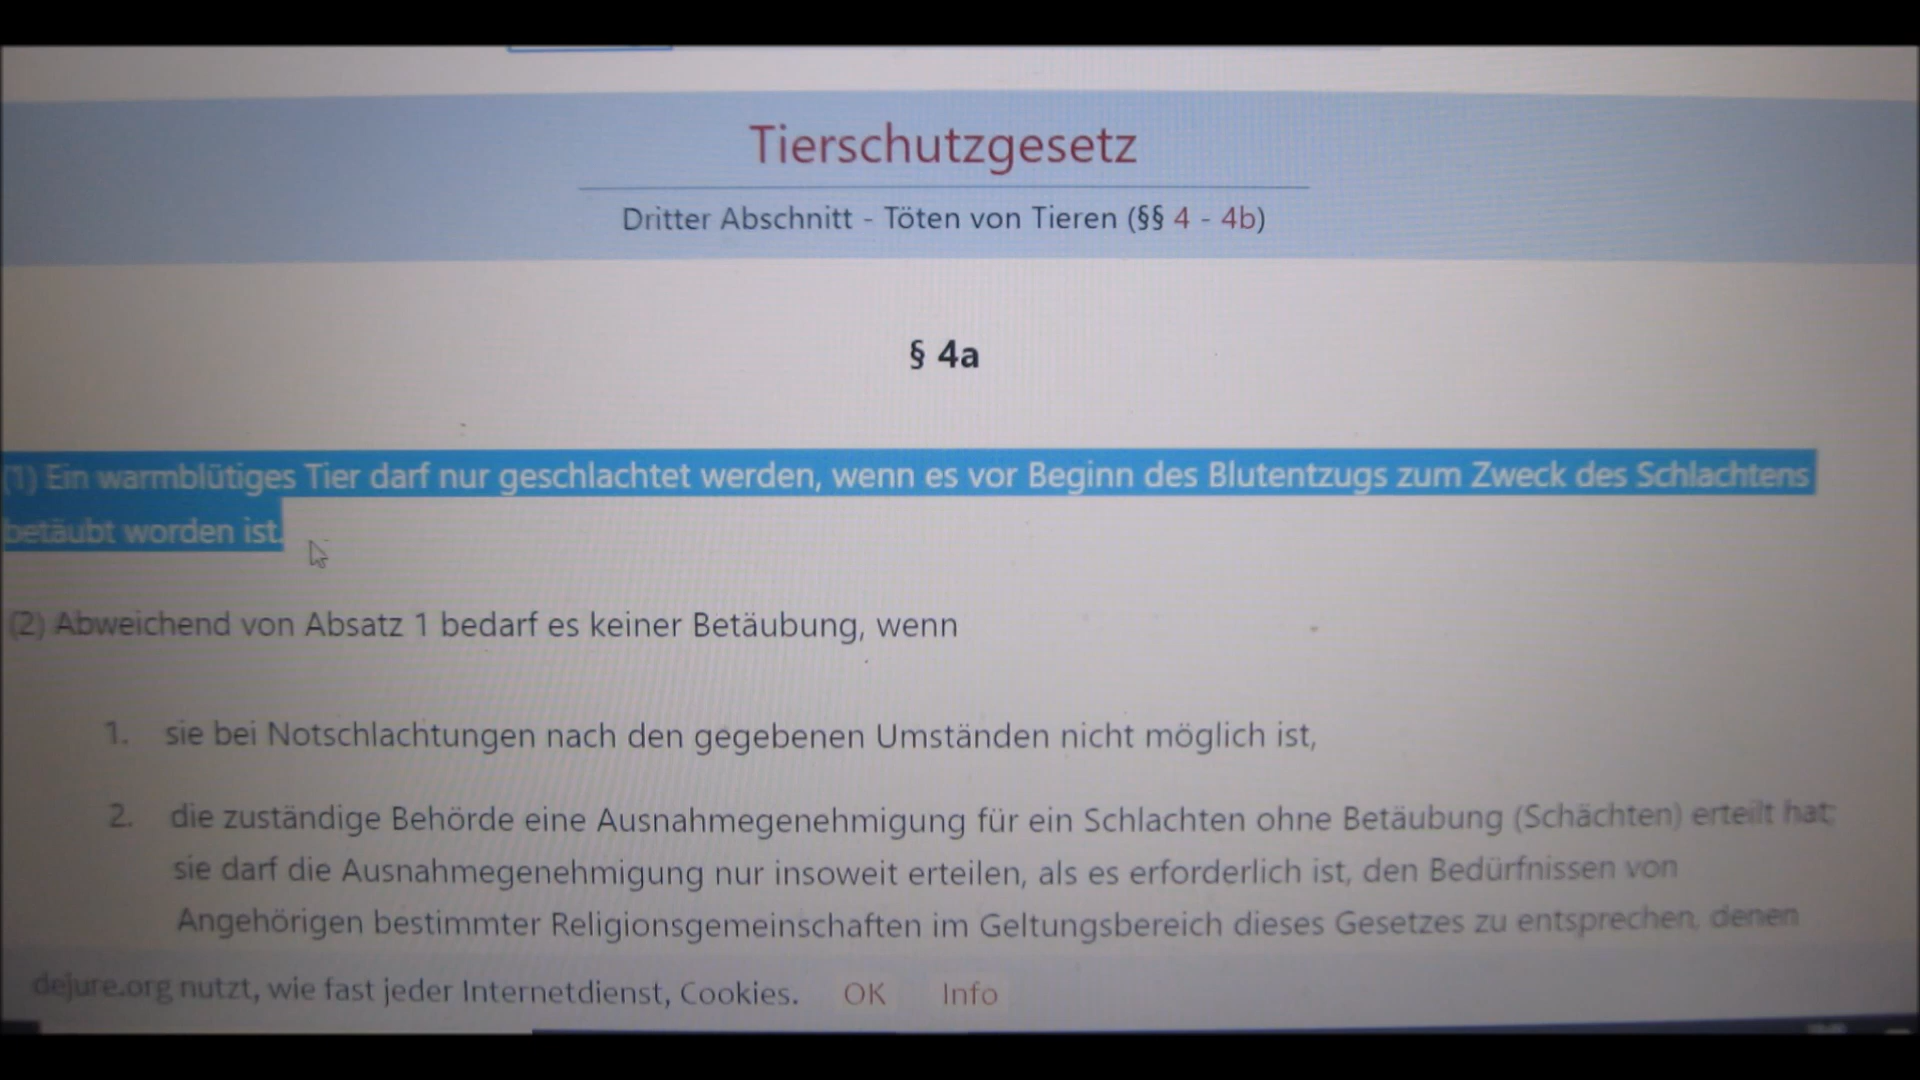 Tierschutzgesetz
Dritter Abschnitt - Töten von Tieren (§§ 4 - 4b)
§ 4a
(1) Ein warmblütiges Tier darf nur geschlachtet werden, wenn es vor Beginn des Blutentzugs zum Zweck des Schlachtens
betäubt worden ist.
(2) Abweichend von Absatz 1 bedarf es keiner Betäubung, wenn
1. sie bei Notschlachtungen nach den gegebenen Umständen nicht möglich ist,
2. die zuständige Behörde eine Ausnahmegenehmigung für ein Schlachten ohne Betäubung (Schächten) erteilt hat;
sie darf die Ausnahmegenehmigung nur insoweit erteilen, als es erforderlich ist, den Bedürfnissen von
Angehörigen bestimmter Religionsgemeinschaften im Geltungsbereich dieses Gesetzes zu entsprechen, denen
dejure.org nutzt, wie fast jeder Internetdienst, Cookies. OK Info